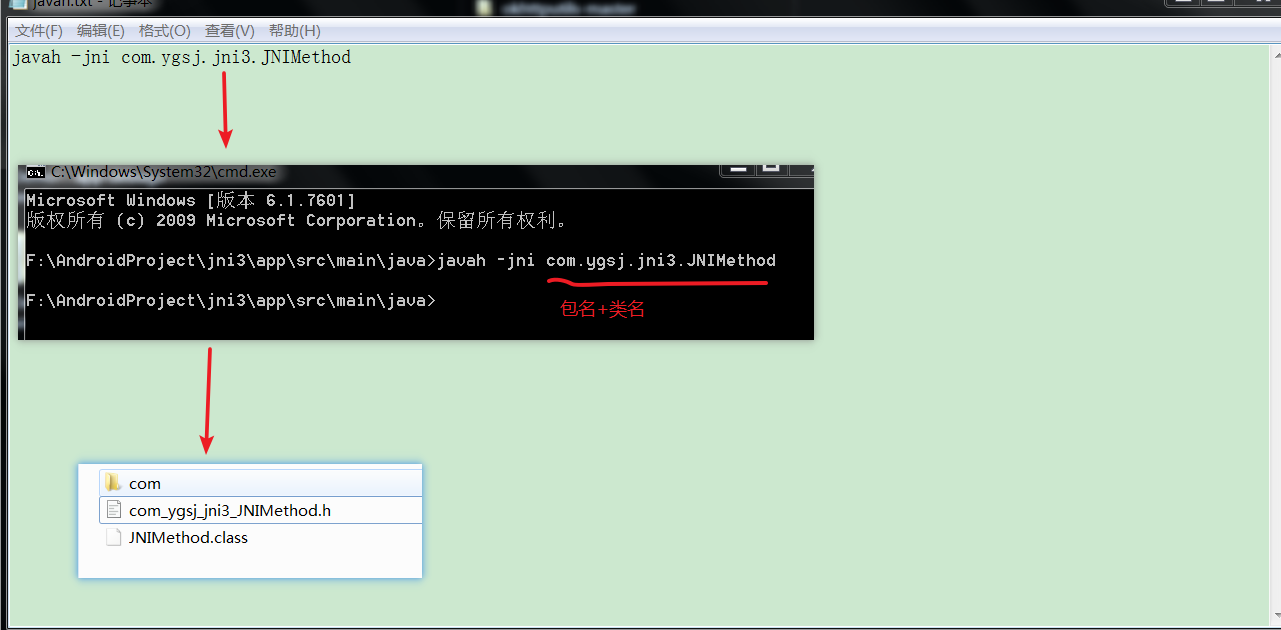 javah.txt - 记事本
文件(F) 编辑(E) 格式(O) 查看(V) 帮助(H)
javah -jni com.ygsj.jni3.JNIMethod
C:\Windows\System32\cmd.exe
Microsoft Windows [版本 6.1.7601]
版权所有 (c) 2009 Microsoft Corporation。保留所有权利。
F:\AndroidProject\jni3\app\src\main\java>javah -jni com.ygsj.jni3.JNIMethod
F:\AndroidProject\jni3\app\src\main\java>
包名+类名
com
com_ygsj_jni3_JNIMethod.h
JNIMethod.class